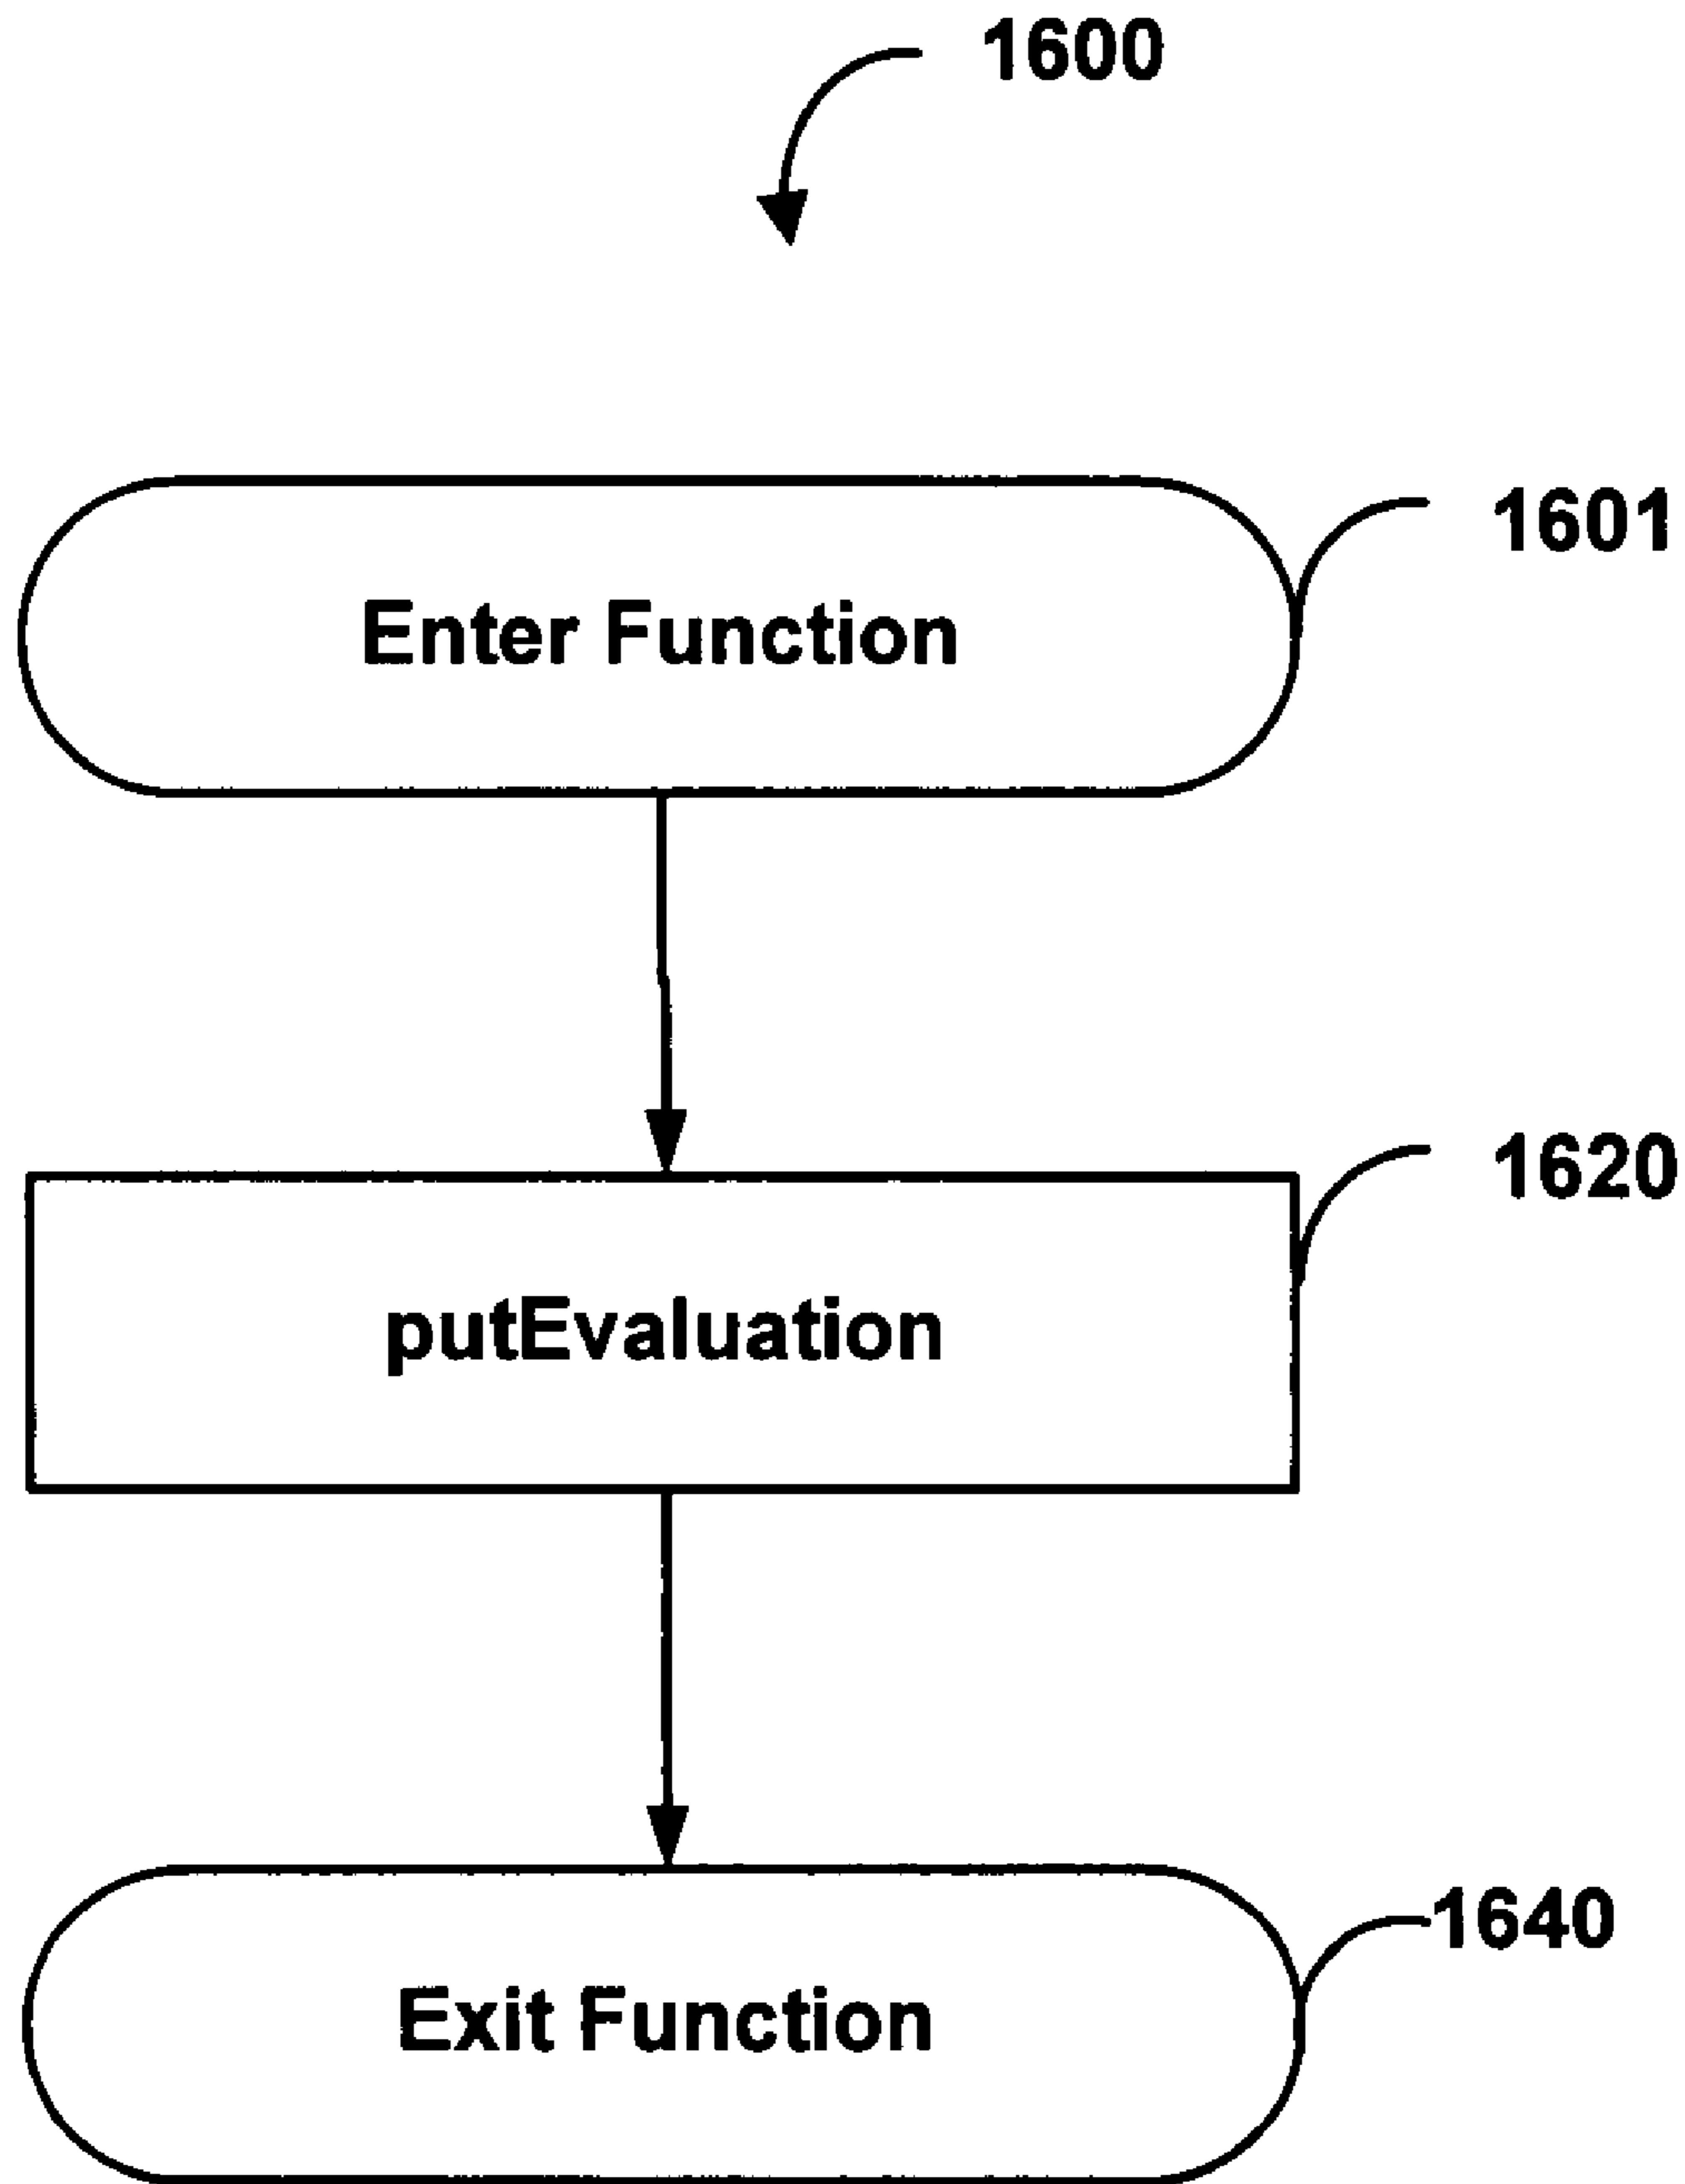 1600
1601
Enter Function
1620
putEvaluation
1640
Exit Function